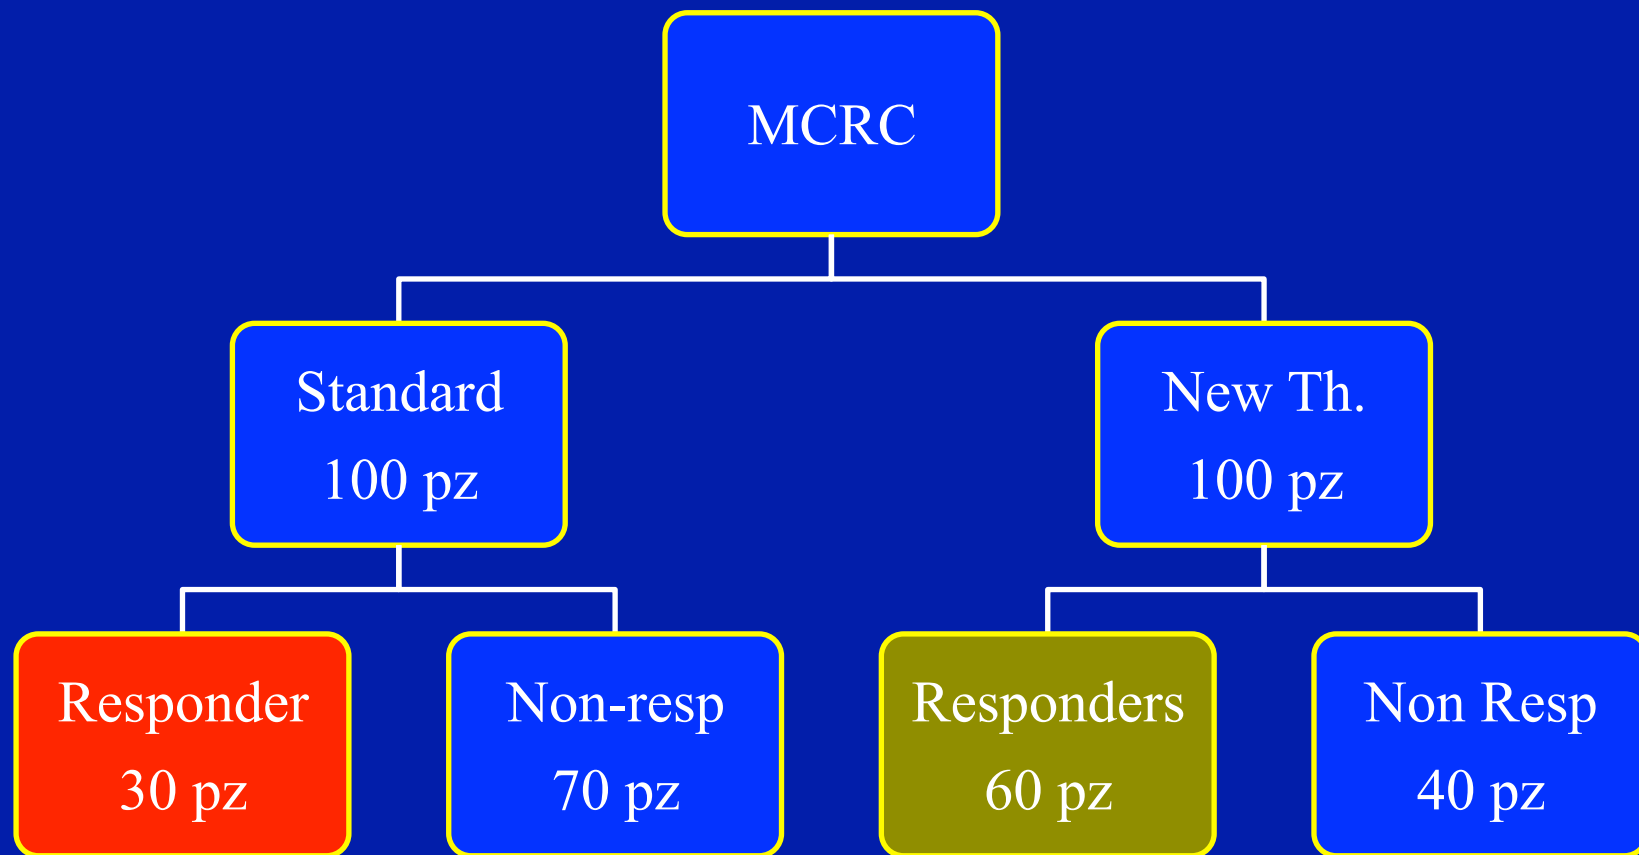 MCRC
Standard
100 pz
New Th.
100 pz
Responder
30 pz
Non-resp
70 pz
Responders
60 pz
Non Resp
40 pz